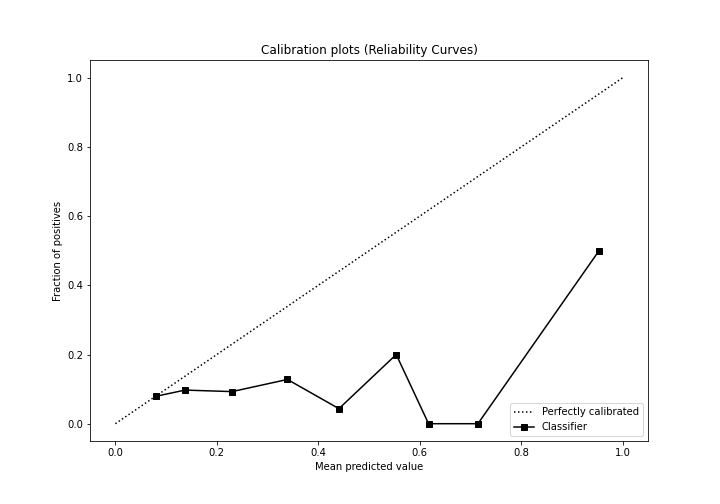 Calibration plots (Reliability Curves)
Fraction of positives
1.0
0.8
0.6
0.4
0.2
0.0
0.0 0.2 0.4 0.6 0.8 1.0
Mean predicted value
Perfectly calibrated
Classifier